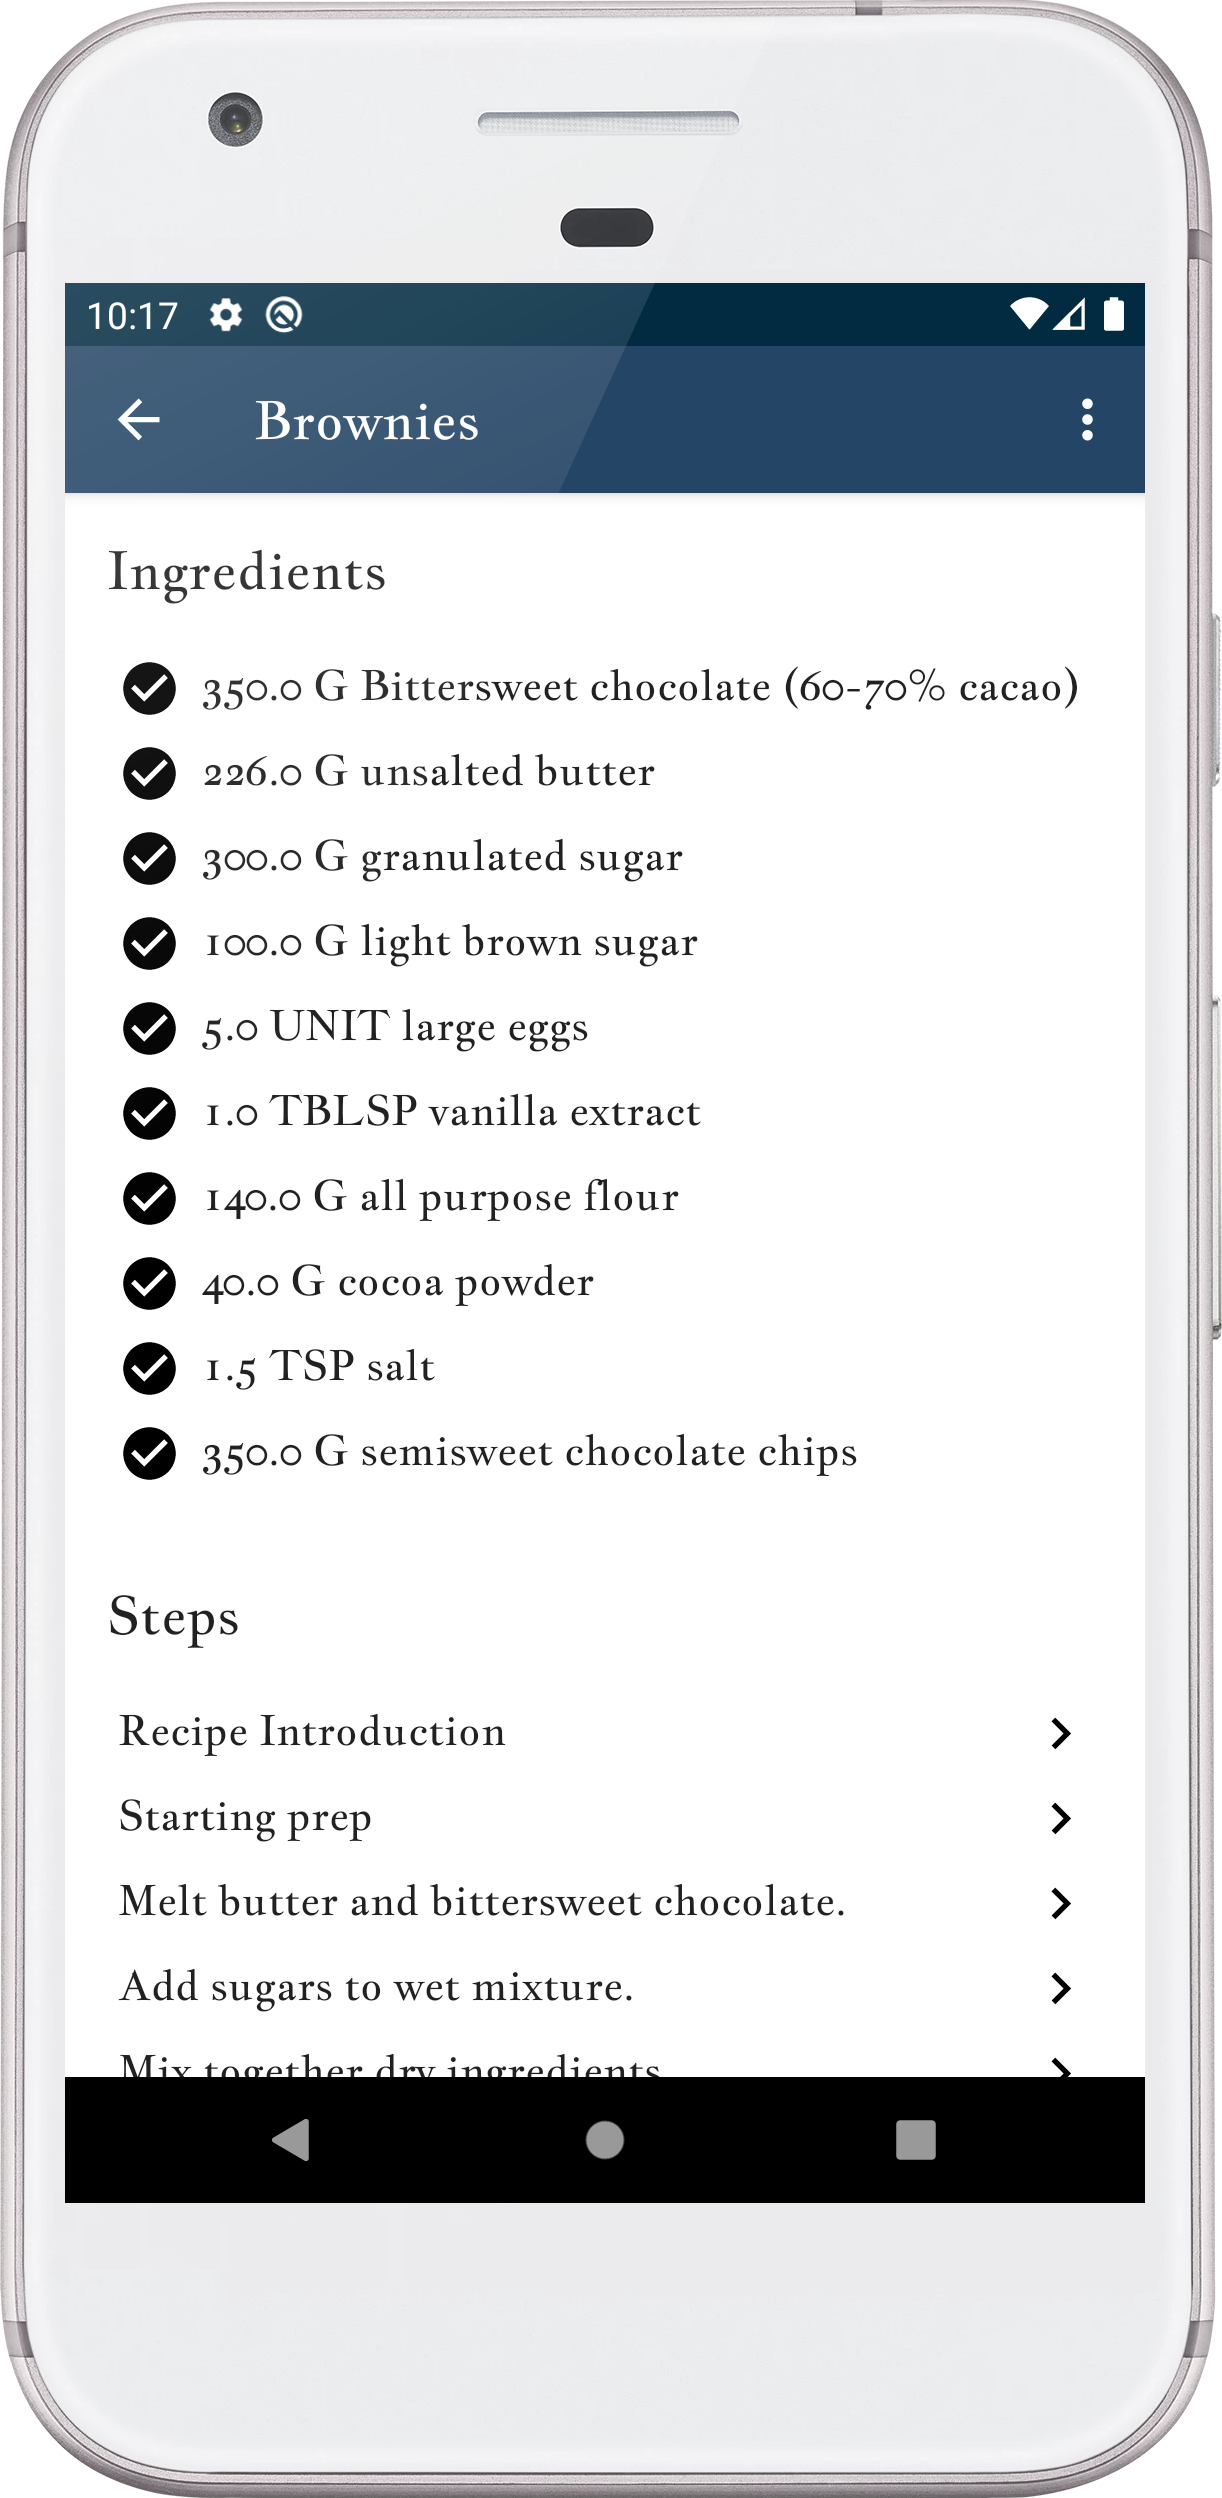 10:17
Brownies
Ingredients
350.0 G Bittersweet chocolate (60-70% cacao)
226.0 G unsalted butter
300.0 G granulated sugar
100.0 G light brown sugar
5.0 UNIT large eggs
1.0 TBLSP vanilla extract
140.0 G all purpose flour
40.0 G cocoa powder
1.5 TSP salt
350.0 G semisweet chocolate chips
Steps
Recipe Introduction
Starting prep
Melt butter and bittersweet chocolate.
Add sugars to wet mixture.
Mix together dry ingredients